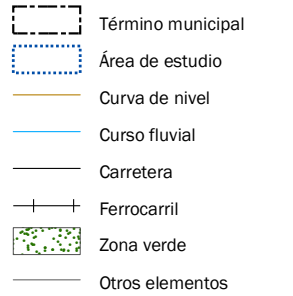 Término municipal
Área de estudio
Curva de nivel
Curso fluvial
Carretera
Ferrocarril
Zona verde
Otros elementos